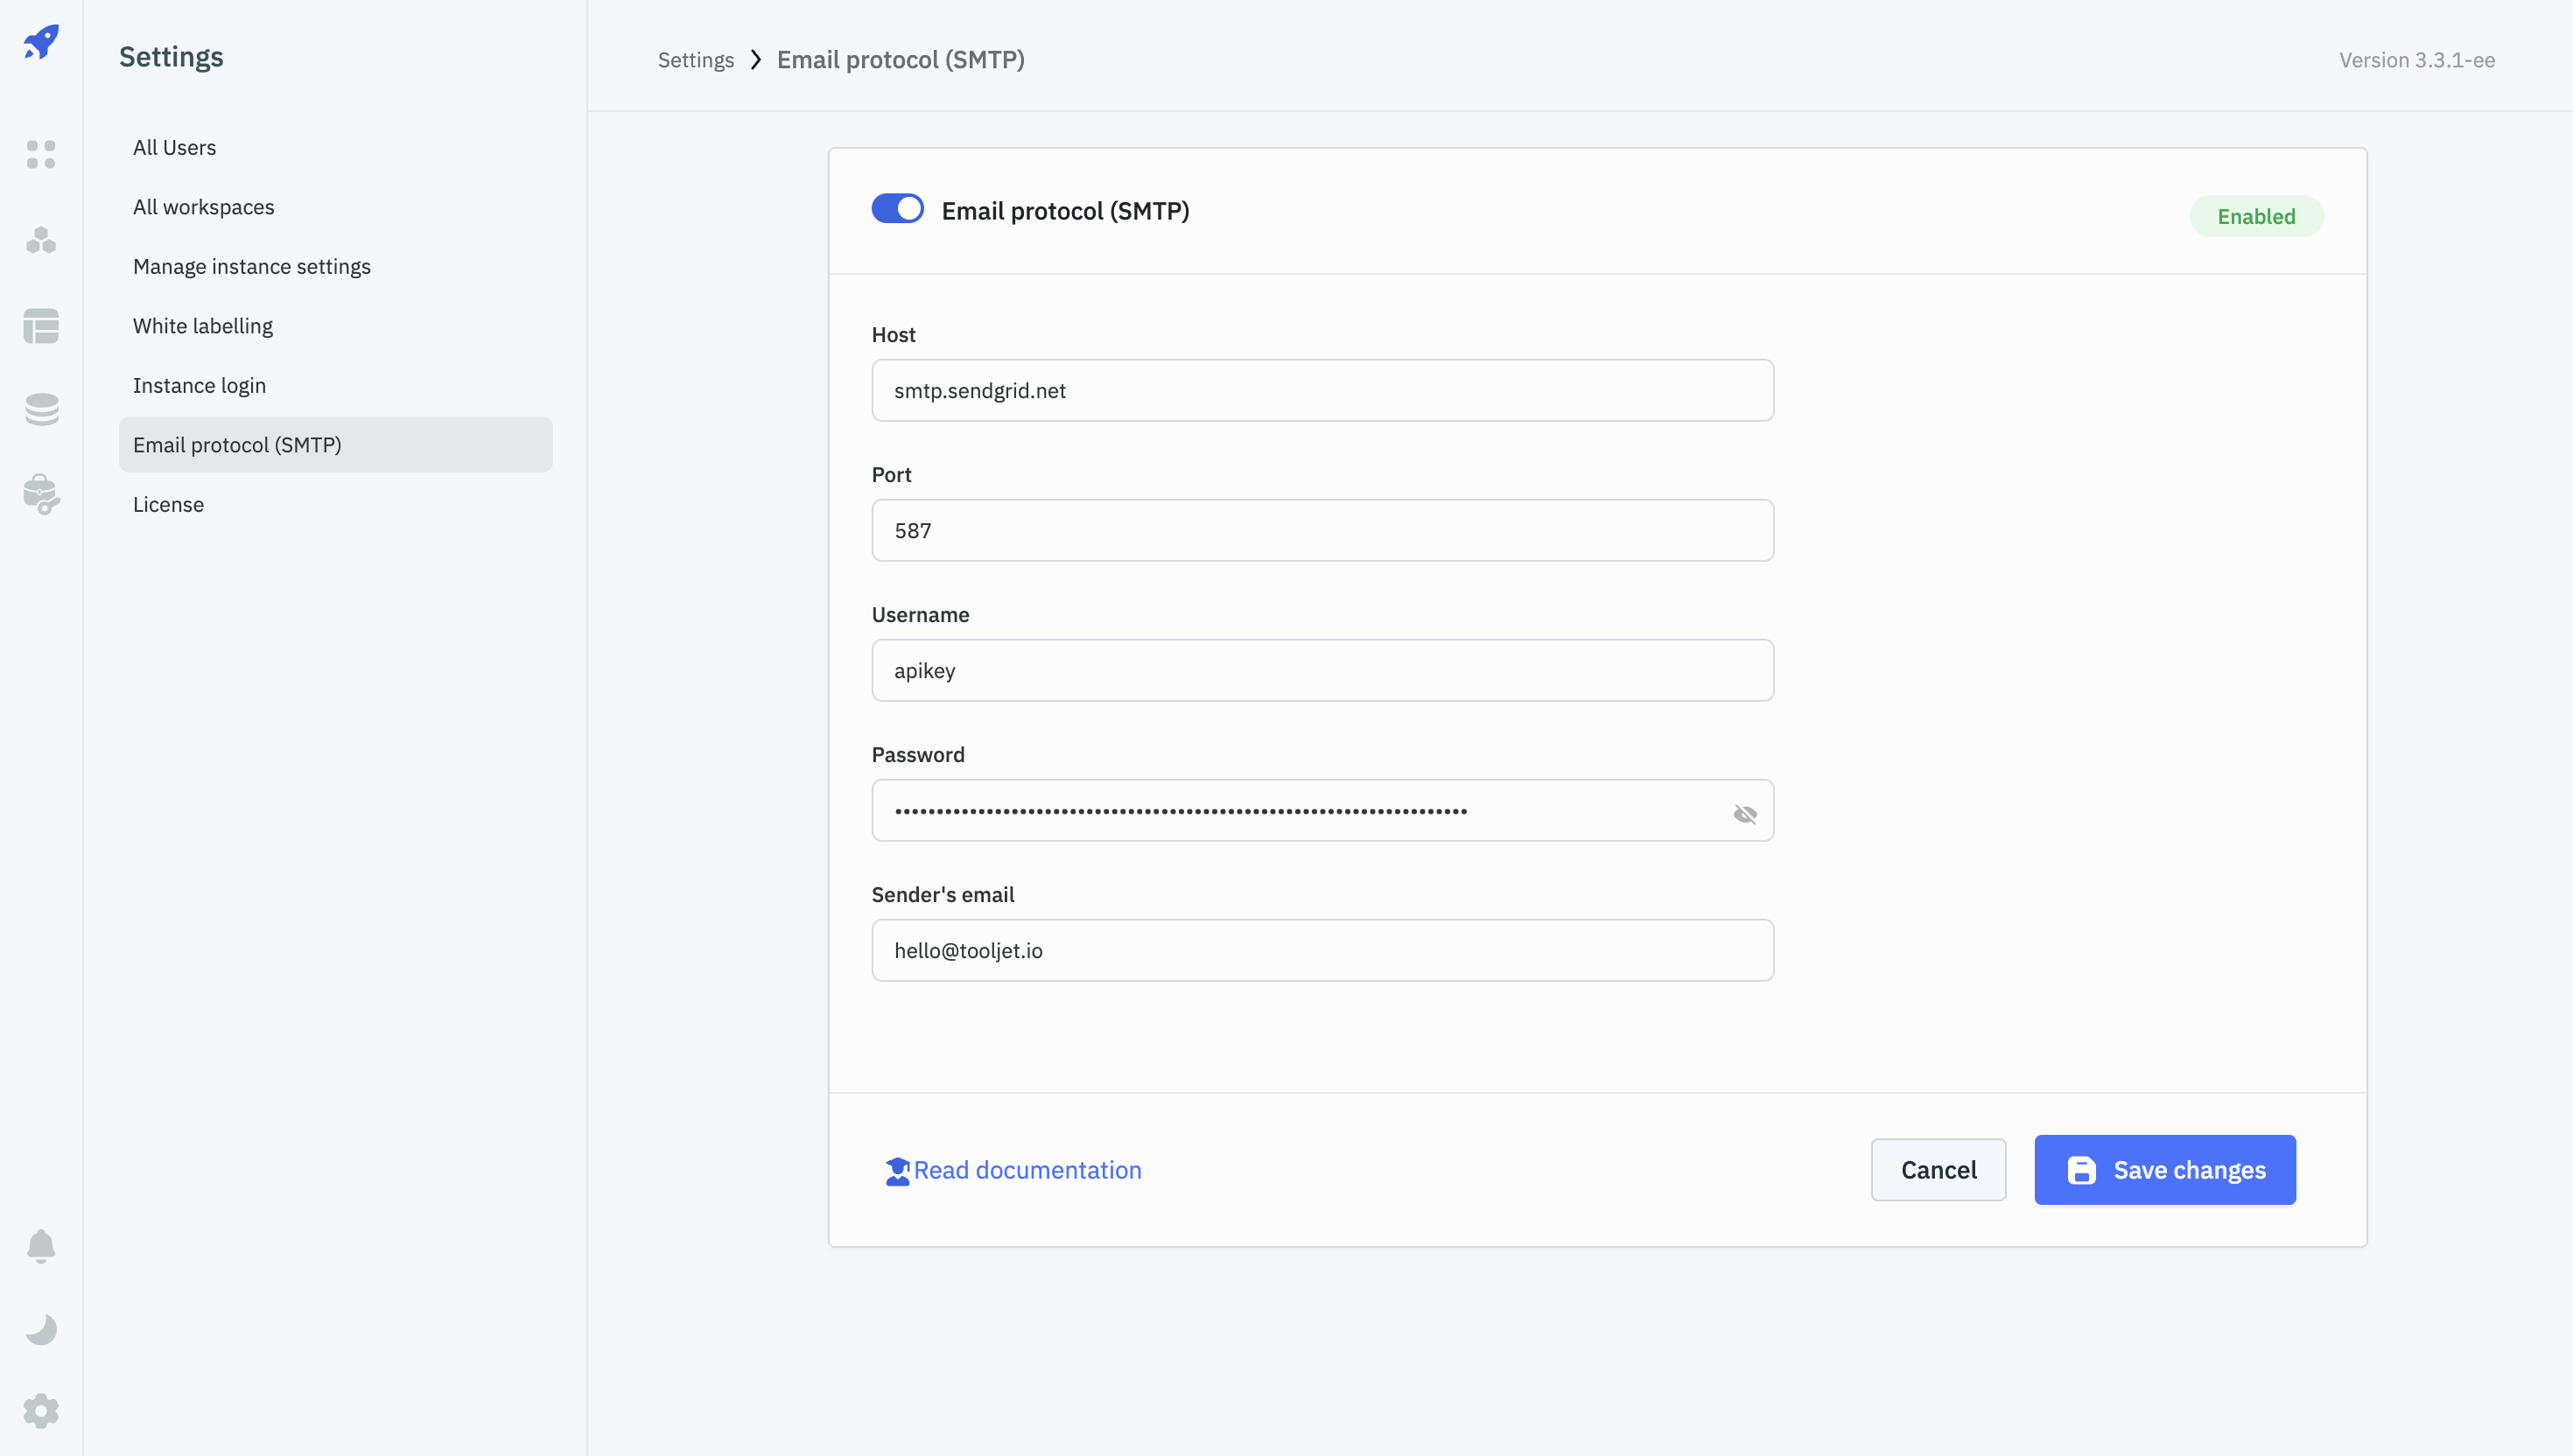 Settings
All Users
All workspaces
Manage instance settings
White labelling
Instance login
Email protocol (SMTP)
License
Settings Email protocol (SMTP)
Version 3.3.1-ee
Email protocol (SMTP)
Enabled
Host
smtp.sendgrid.net
Port
587
Username
apikey
Password
Sender's email
hello@tooljet.io
Read documentation
Cancel
Save changes